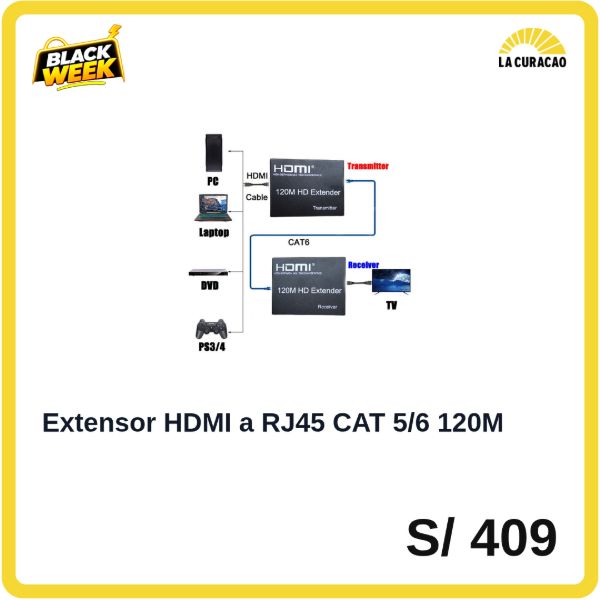 BLACK
WEEK
LA CURACAO
PC
HDMI
Cable
HDMI
120M HD Extender
Transmitter
Transmitter
Laptop
CAT6
DVD
HDMI
120M HD Extender
Receiver
Receiver
TV
PS3/4
Extensor HDMI a RJ45 CAT 5/6 120M
S/ 409